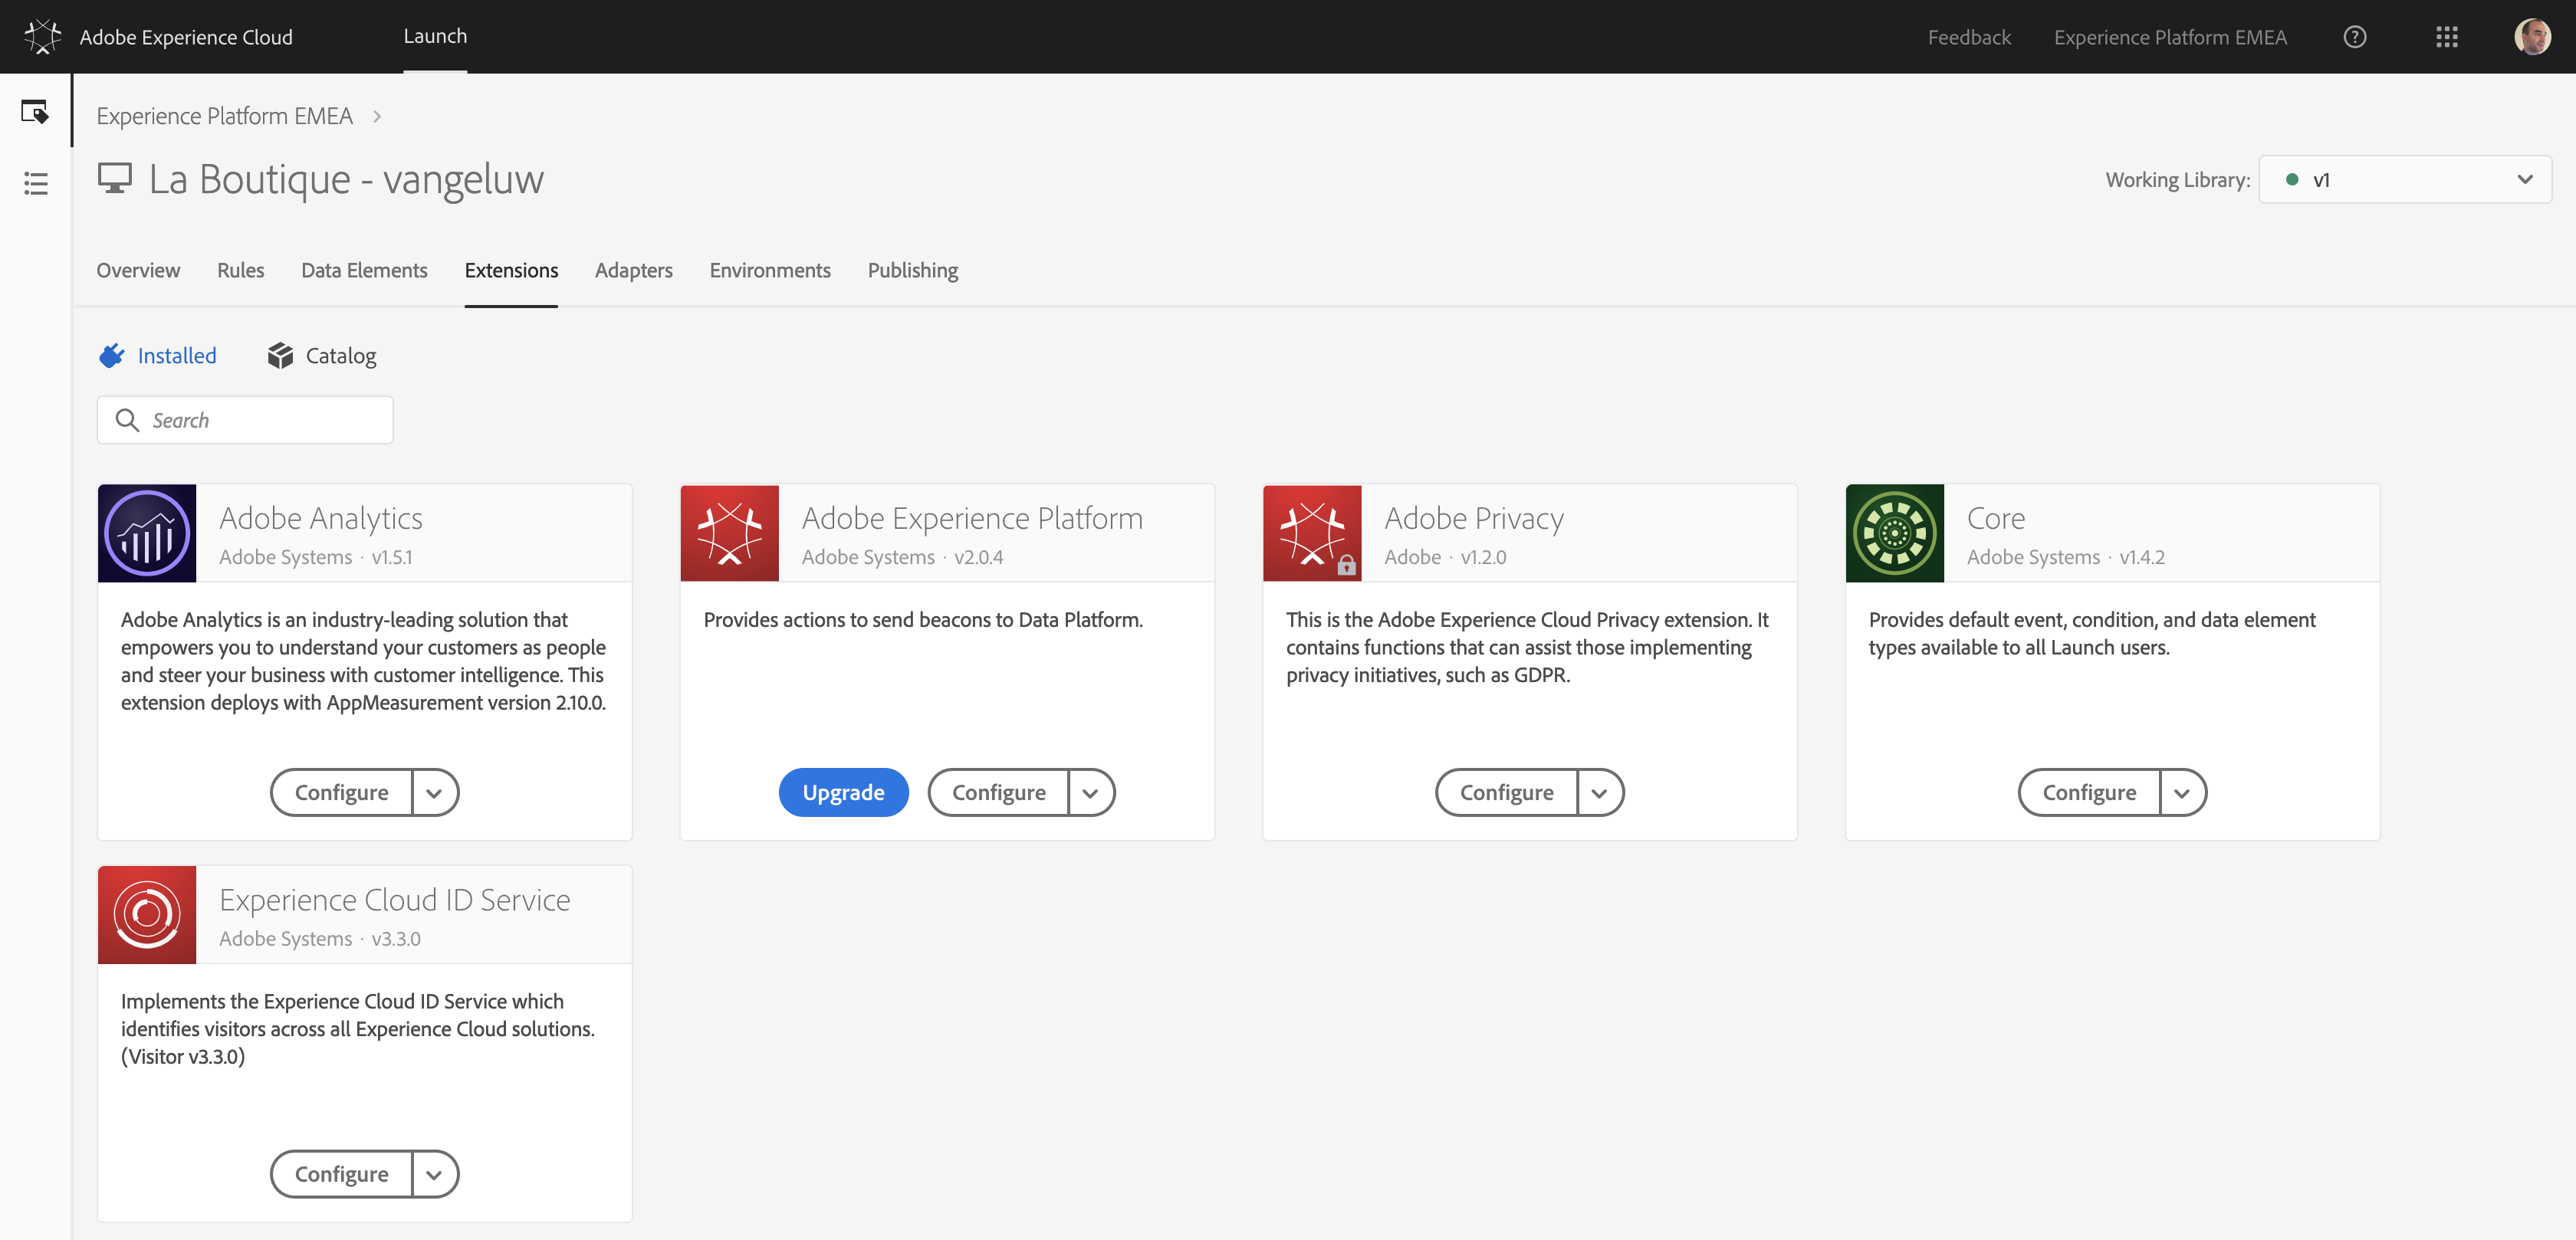 Adobe Experience Cloud
Launch
Feedback
Experience Platform EMEA
Experience Platform EMEA
La Boutique - vangeluw
Working Library:
v1
Overview
Rules
Data Elements
Extensions
Adapters
Environments
Publishing
Installed
Catalog
Search
Adobe Analytics
Adobe Systems · v1.5.1
Adobe Analytics is an industry-leading solution that
empowers you to understand your customers as people
and steer your business with customer intelligence. This
extension deploys with AppMeasurement version 2.10.0.
Configure
Adobe Experience Platform
Adobe Systems · v2.0.4
Provides actions to send beacons to Data Platform.
Upgrade
Configure
Adobe Privacy
Adobe · v1.2.0
This is the Adobe Experience Cloud Privacy extension. It
contains functions that can assist those implementing
privacy initiatives, such as GDPR.
Configure
Core
Adobe Systems · v1.4.2
Provides default event, condition, and data element
types available to all Launch users.
Configure
Experience Cloud ID Service
Adobe Systems · v3.3.0
Implements the Experience Cloud ID Service which
identifies visitors across all Experience Cloud solutions.
(Visitor v3.3.0)
Configure